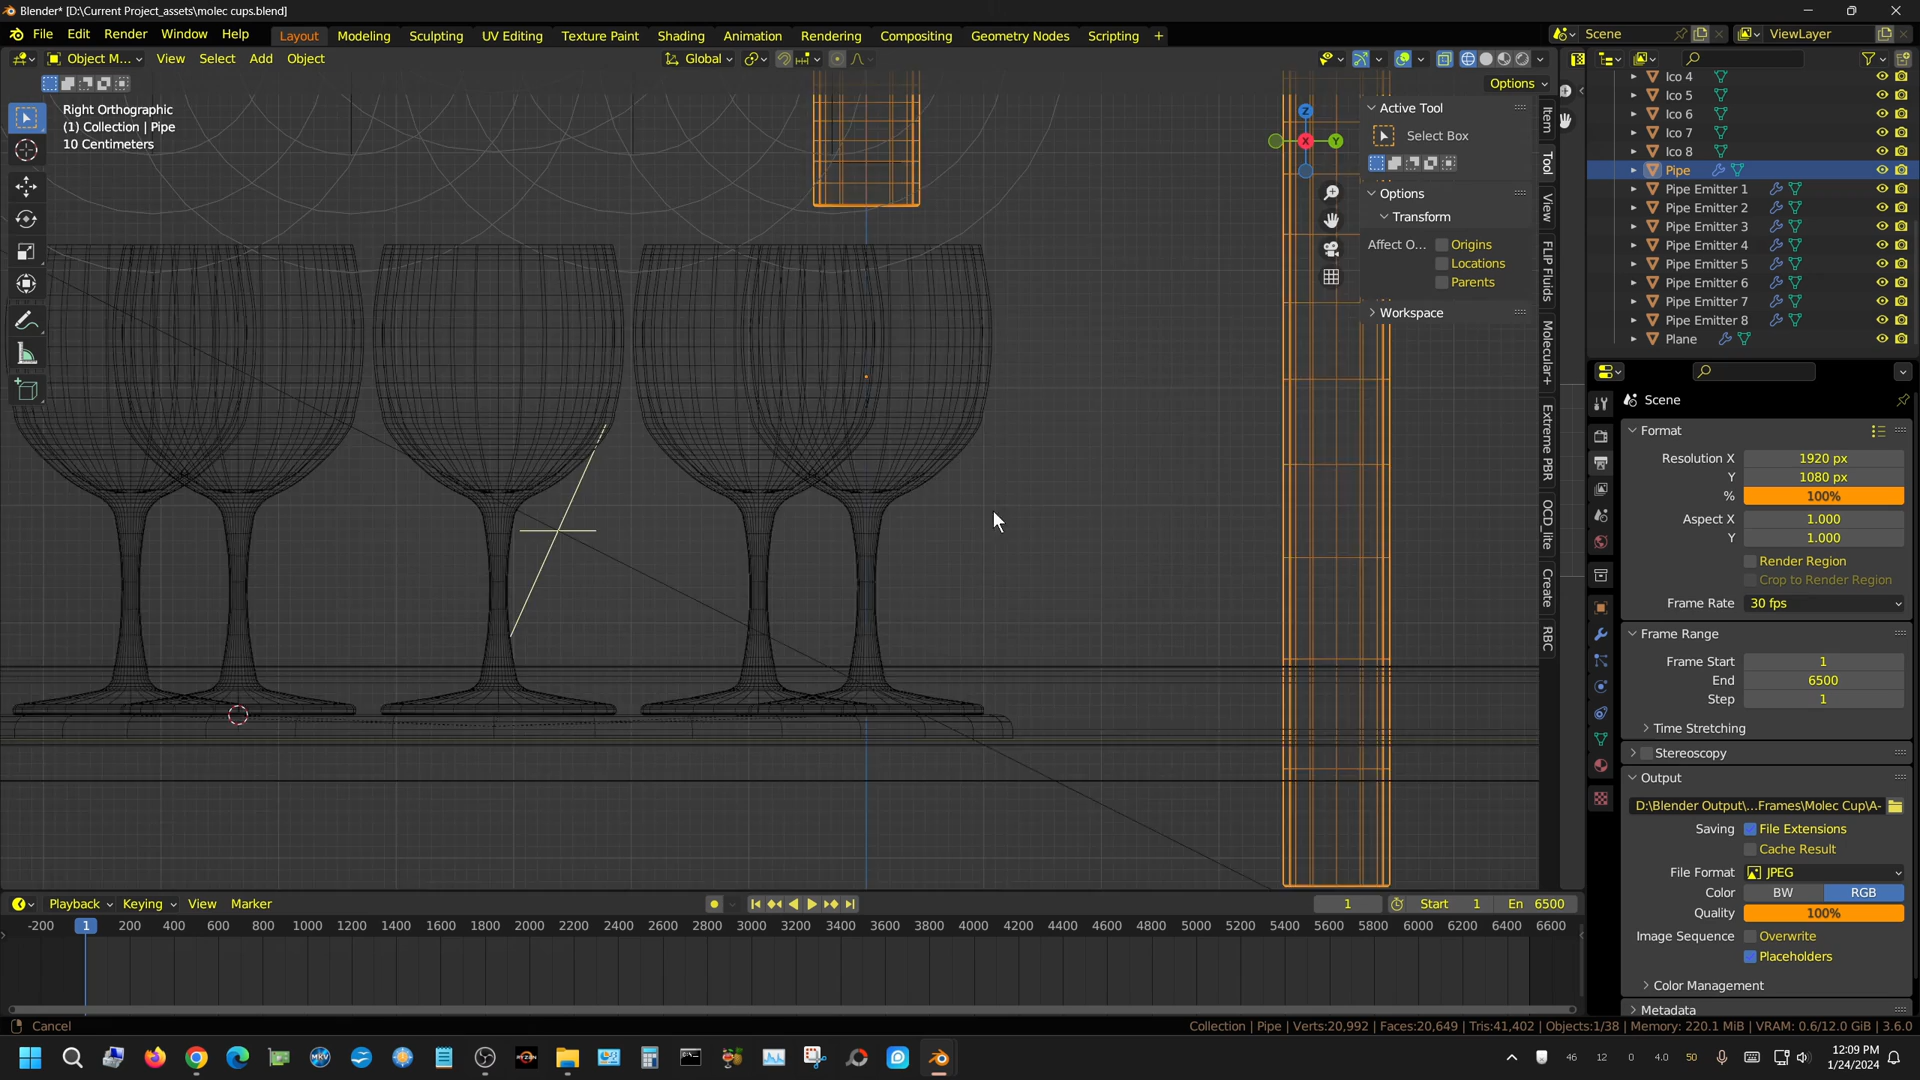 Blender* [D:\Current Project_assets\molec cups.blend]
File Edit Render Window Help Layout Modeling Sculpting UV Editing Texture Paint Shading Animation Rendering Compositing Geometry Nodes Scripting + Scene ViewLayer
Object M... View Select Add Object Global
Options
Right Orthographic
(1) Collection | Pipe
10 Centimeters
Z
Y
X
Active Tool
Select Box
Options
Transform
Affect O... Origins
Locations
Parents
Workspace
Item
Tool
View
FLIP Fluids
Molecular+
Extreme PBR
OCD_lite
Create
RBC
Ico 4
Ico 5
Ico 6
Ico 7
Ico 8
Pipe
Pipe Emitter 1
Pipe Emitter 2
Pipe Emitter 3
Pipe Emitter 4
Pipe Emitter 5
Pipe Emitter 6
Pipe Emitter 7
Pipe Emitter 8
Plane
Scene
Format
Resolution X 1920 px
Y 1080 px
% 100%
Aspect X 1.000
Y 1.000
Render Region
Crop to Render Region
Frame Rate 30 fps
Frame Range
Frame Start 1
End 6500
Step 1
Time Stretching
Stereoscopy
Output
D:\Blender Output\...Frames\Molec Cup\A-
Saving File Extensions
Cache Result
File Format JPEG
Color BW RGB
Quality 100%
Image Sequence Overwrite
Placeholders
Color Management
Metadata
Playback Keying View Marker 1 Start 1 En 6500
-200 1 200 400 600 800 1000 1200 1400 1600 1800 2000 2200 2400 2600 2800 3000 3200 3400 3600 3800 4000 4200 4400 4600 4800 5000 5200 5400 5600 5800 6000 6200 6400 6600
Cancel
Collection | Pipe | Verts:20,992 | Faces:20,649 | Tris:41,402 | Objects:1/38 | Memory: 220.1 MiB | VRAM: 0.6/12.0 GiB | 3.6.0
MKV
RYZEN
46 12 0 4.0 50
12:09 PM
1/24/2024